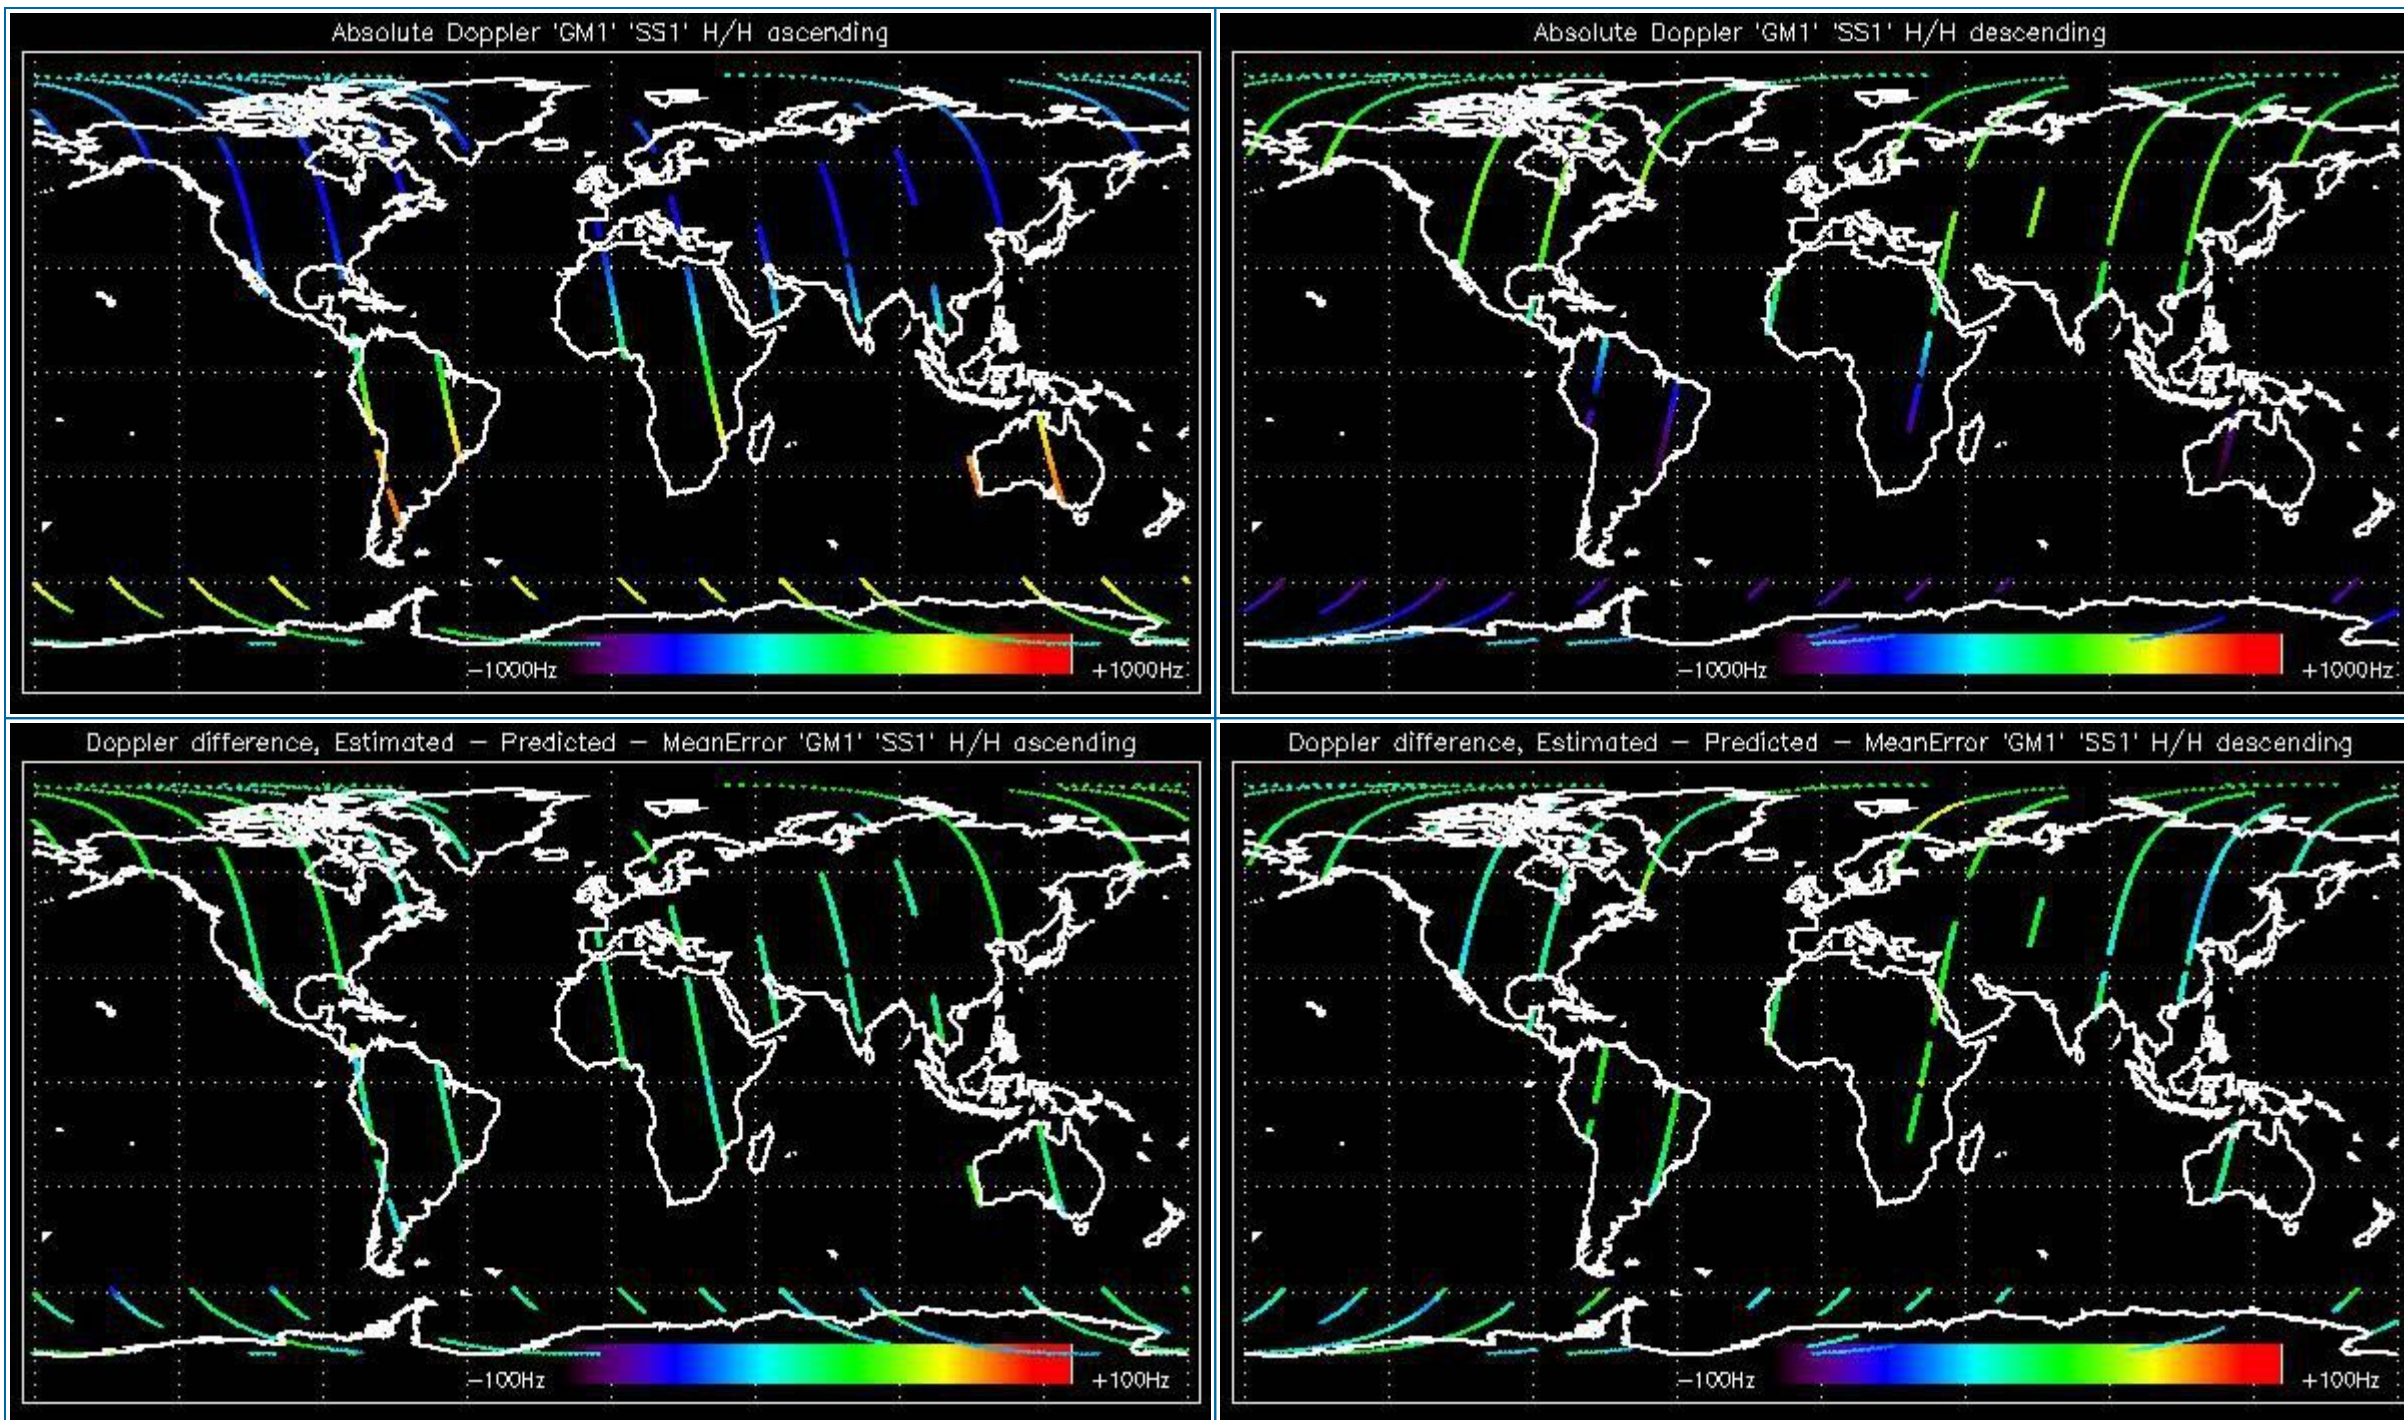 Absolute Doppler 'GM1' 'SS1' H/H ascending
−1000Hz
+1000Hz
Absolute Doppler 'GM1' 'SS1' H/H descending
−1000Hz
+1000Hz
Doppler difference, Estimated − Predicted − MeanError 'GM1' 'SS1' H/H ascending
−100Hz
+100Hz
Doppler difference, Estimated − Predicted − MeanError 'GM1' 'SS1' H/H descending
−100Hz
+100Hz